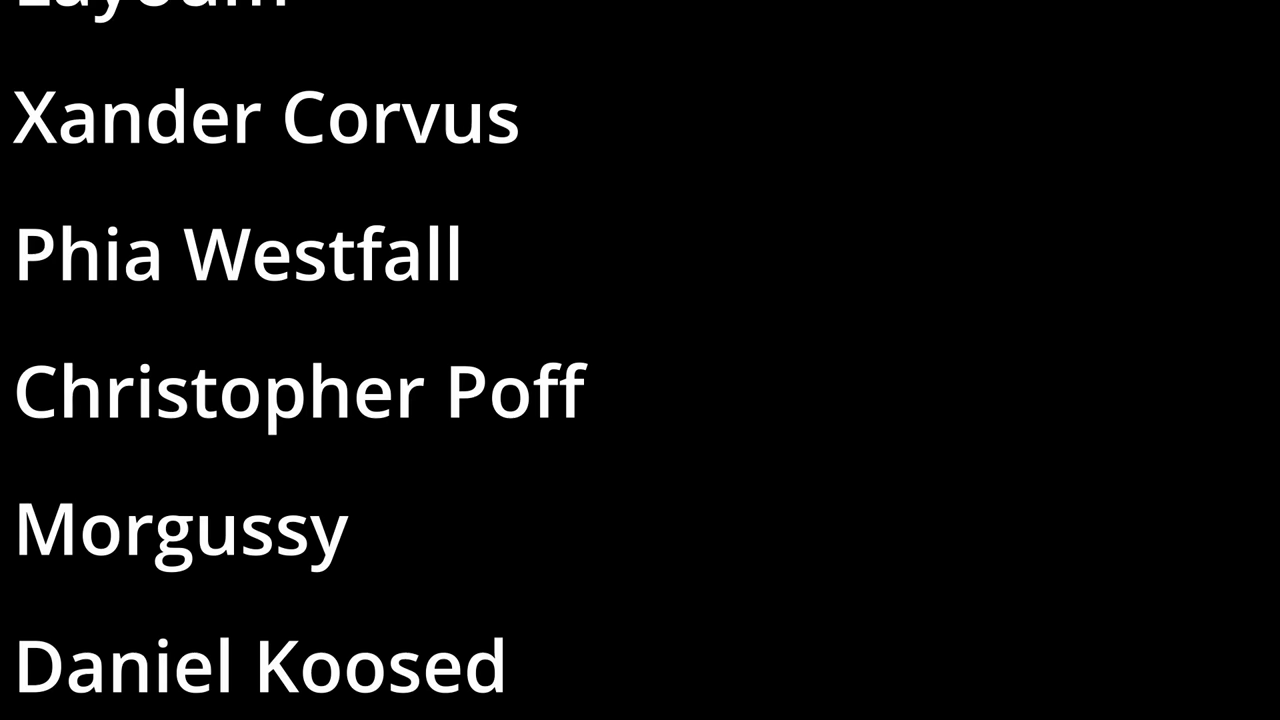 Xander Corvus
Phia Westfall
Christopher Poff
Morgussy
Daniel Koosed